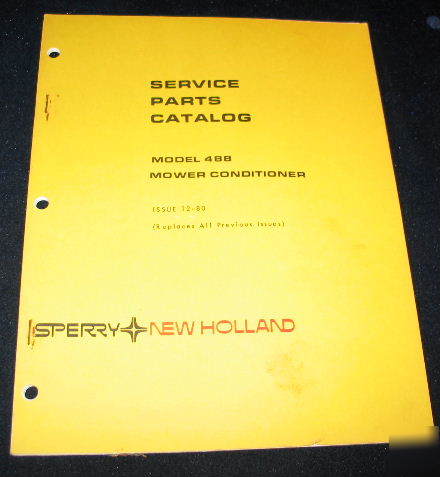 SERVICE
PARTS
CATALOG
MODEL 488
MOWER CONDITIONER
ISSUE 12-80
(Replaces All Previous Issues)
SPERRY NEW HOLLAND